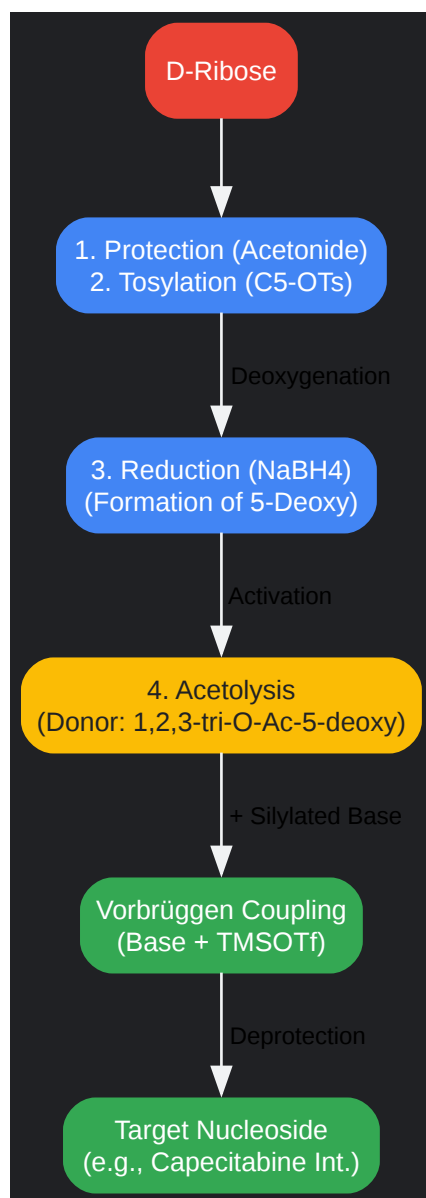 D-Ribose
1. Protection (Acetonide)
2. Tosylation (C5-OTs)
Deoxygenation
3. Reduction (NaBH4)
(Formation of 5-Deoxy)
Activation
4. Acetolysis
(Donor: 1,2,3-tri-O-Ac-5-deoxy)
+ Silylated Base
Vorbrüggen Coupling
(Base + TMSOTf)
Deprotection
Target Nucleoside
(e.g., Capecitabine Int.)